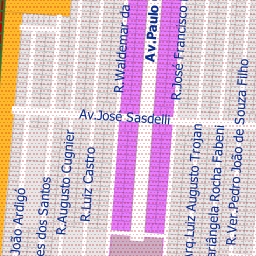 R.Waldemar da
Av.Paulo
R.José Francisco
Av.José Sasdelli
João Ardigó
es dos Santos
R.Augusto Cugnier
R.Luiz Castro
Arq.Luiz Augusto Trojan
ariângela Rocha Fabeni
R.Ver.Pedro João de Souza Filho